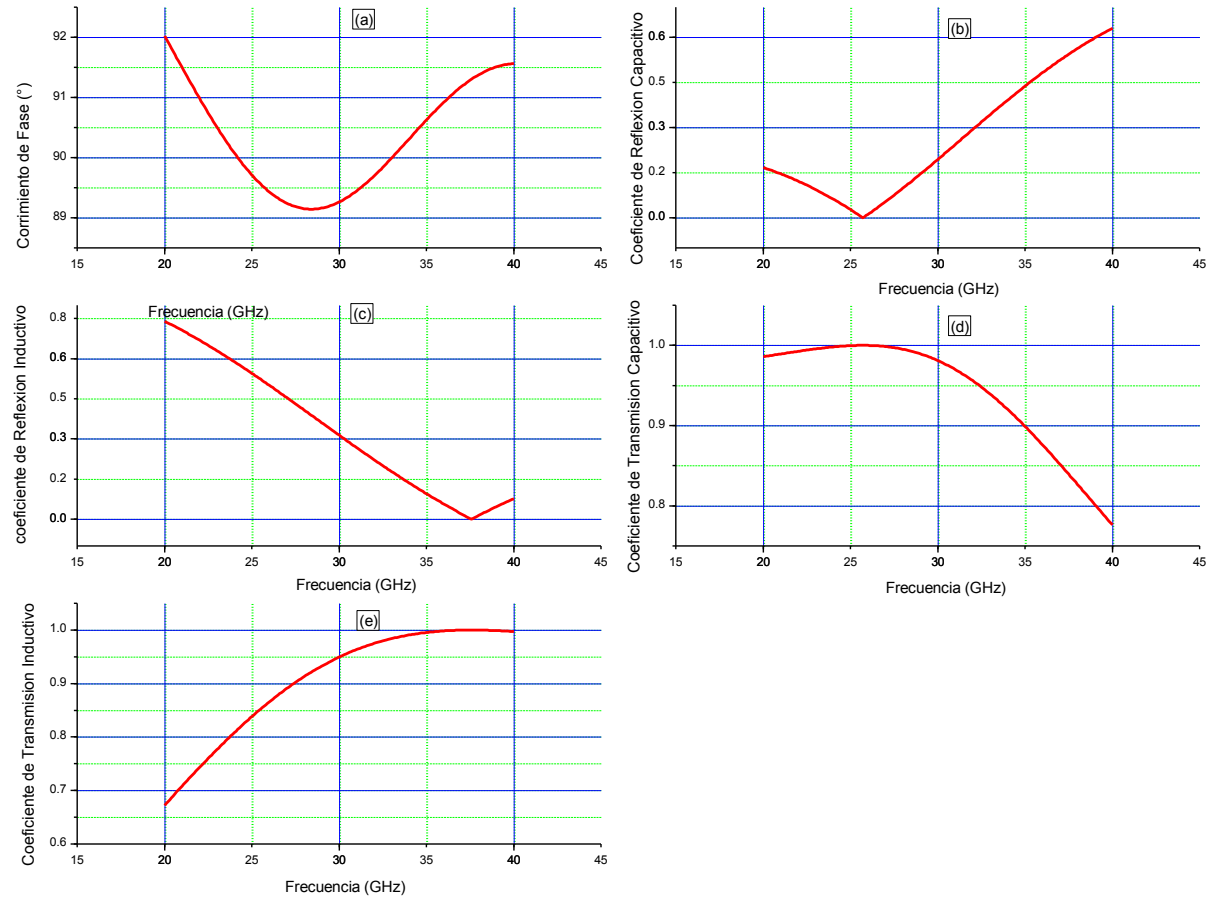 (a)
Corrimiento de Fase (°)
92
91
90
89
15 20 25 30 35 40 45
Frecuencia (GHz)
(b)
Coeficiente de Reflexion Capacitivo
0.6
0.5
0.3
0.2
0.0
15 20 25 30 35 40 45
Frecuencia (GHz)
(c)
coeficiente de Reflexion Inductivo
0.8
0.6
0.5
0.3
0.2
0.0
15 20 25 30 35 40 45
Frecuencia (GHz)
(d)
Coeficiente de Transmision Capacitivo
1.0
0.9
0.8
15 20 25 30 35 40 45
Frecuencia (GHz)
(e)
Coeficiente de Transmision Inductivo
1.0
0.9
0.8
0.7
0.6
15 20 25 30 35 40 45
Frecuencia (GHz)